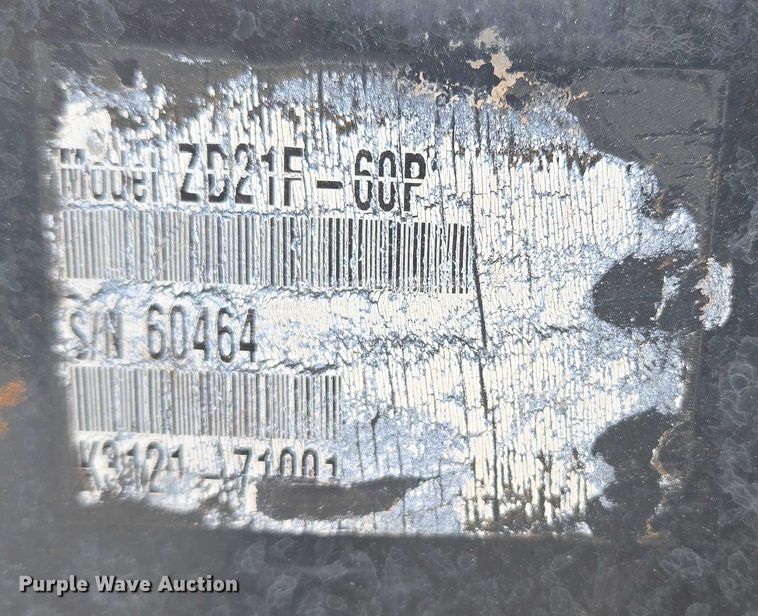 Model ZD21F-60P
S/N 60464
K3121-71001
Purple Wave Auction